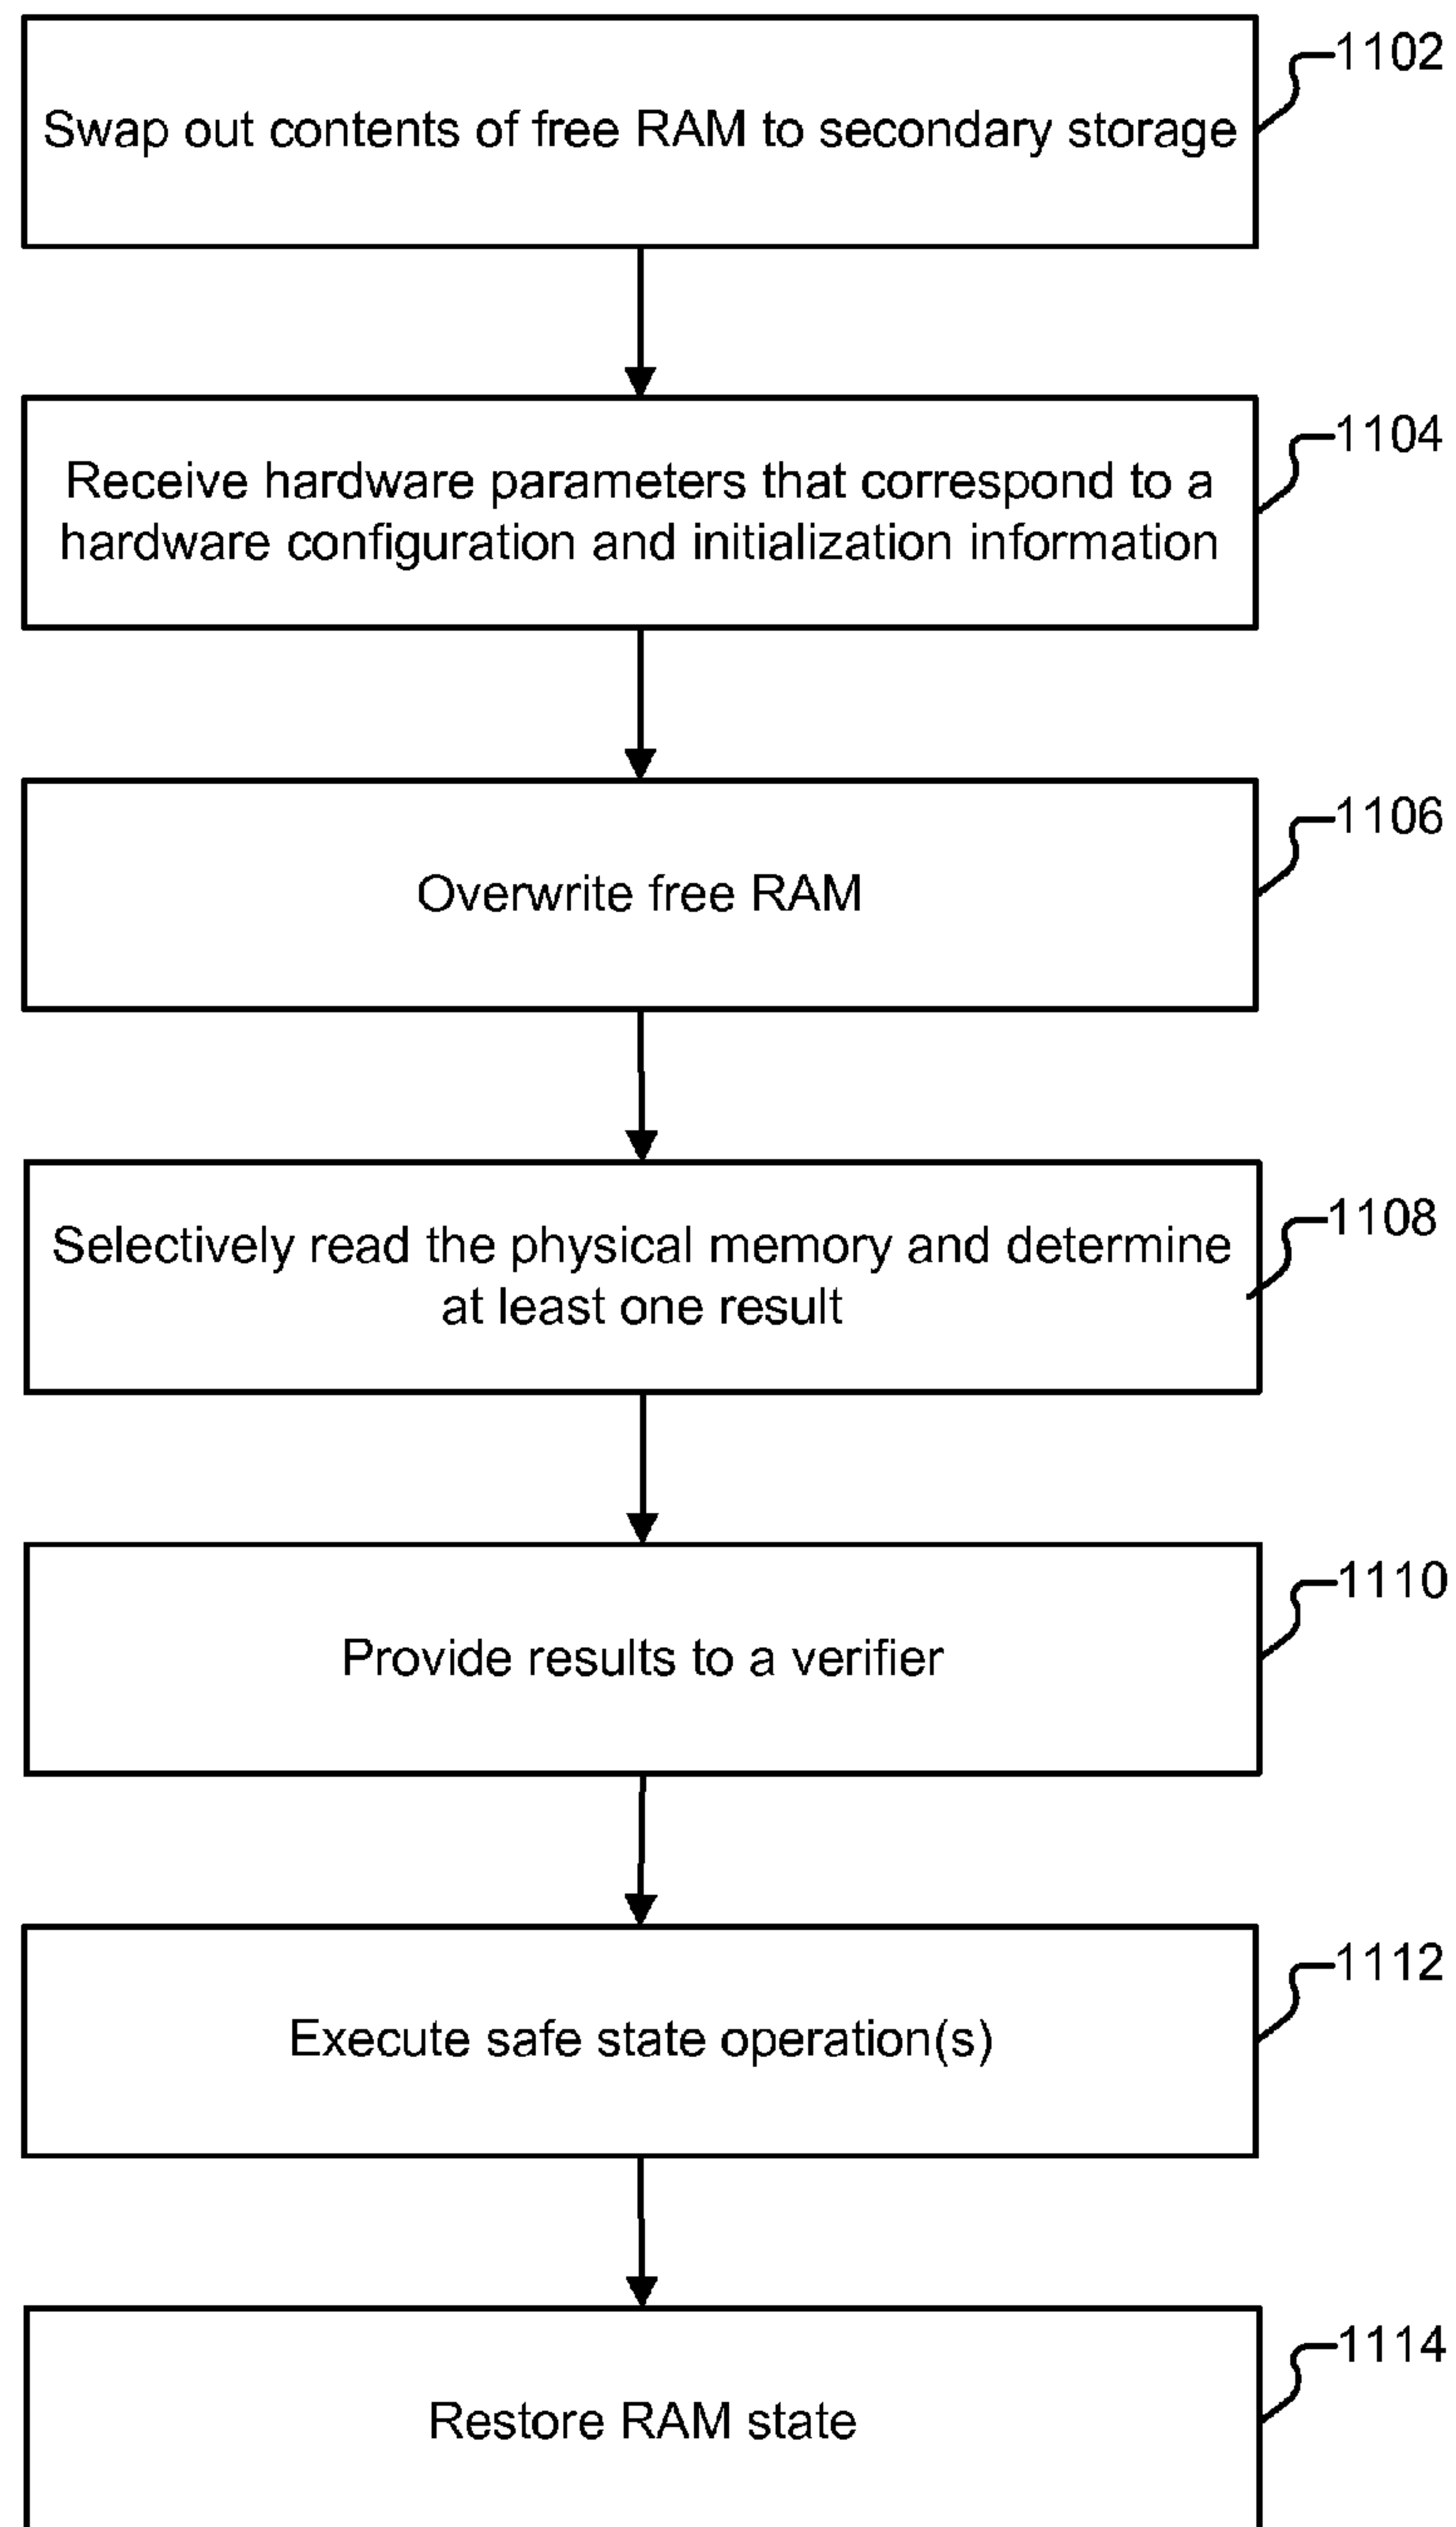 1102
Swap out contents of free RAM to secondary storage
1104
Receive hardware parameters that correspond to a
hardware configuration and initialization information
1106
Overwrite free RAM
1108
Selectively read the physical memory and determine
at least one result
1110
Provide results to a verifier
1112
Execute safe state operation(s)
1114
Restore RAM state